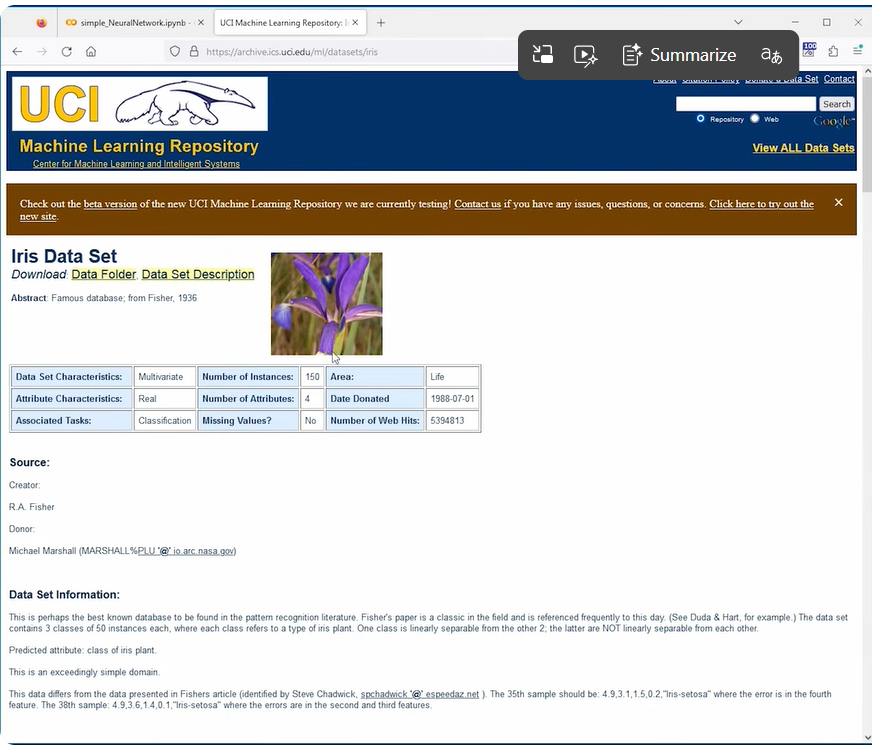 simple_NeuralNetwork.ipynb -
UCI Machine Learning Repository: I
https://archive.ics.uci.edu/ml/datasets/iris
Summarize
100
UCI
About Citation Policy Donate a Data Set Contact
Search
Repository Web Google™
Machine Learning Repository
Center for Machine Learning and Intelligent Systems
View ALL Data Sets
Check out the beta version of the new UCI Machine Learning Repository we are currently testing! Contact us if you have any issues, questions, or concerns. Click here to try out the
new site.
Iris Data Set
Download: Data Folder, Data Set Description
Abstract: Famous database; from Fisher, 1936
Data Set Characteristics: Multivariate Number of Instances: 150 Area: Life
Attribute Characteristics: Real Number of Attributes: 4 Date Donated 1988-07-01
Associated Tasks: Classification Missing Values? No Number of Web Hits: 5394813
Source:
Creator:
R.A. Fisher
Donor:
Michael Marshall (MARSHALL%PLU '@' io.arc.nasa.gov)
Data Set Information:
This is perhaps the best known database to be found in the pattern recognition literature. Fisher's paper is a classic in the field and is referenced frequently to this day. (See Duda & Hart, for example.) The data set
contains 3 classes of 50 instances each, where each class refers to a type of iris plant. One class is linearly separable from the other 2; the latter are NOT linearly separable from each other.
Predicted attribute: class of iris plant.
This is an exceedingly simple domain.
This data differs from the data presented in Fishers article (identified by Steve Chadwick, spchadwick '@' espeedaz.net ). The 35th sample should be: 4.9,3.1,1.5,0.2,"Iris-setosa" where the error is in the fourth
feature. The 38th sample: 4.9,3.6,1.4,0.1,"Iris-setosa" where the errors are in the second and third features.